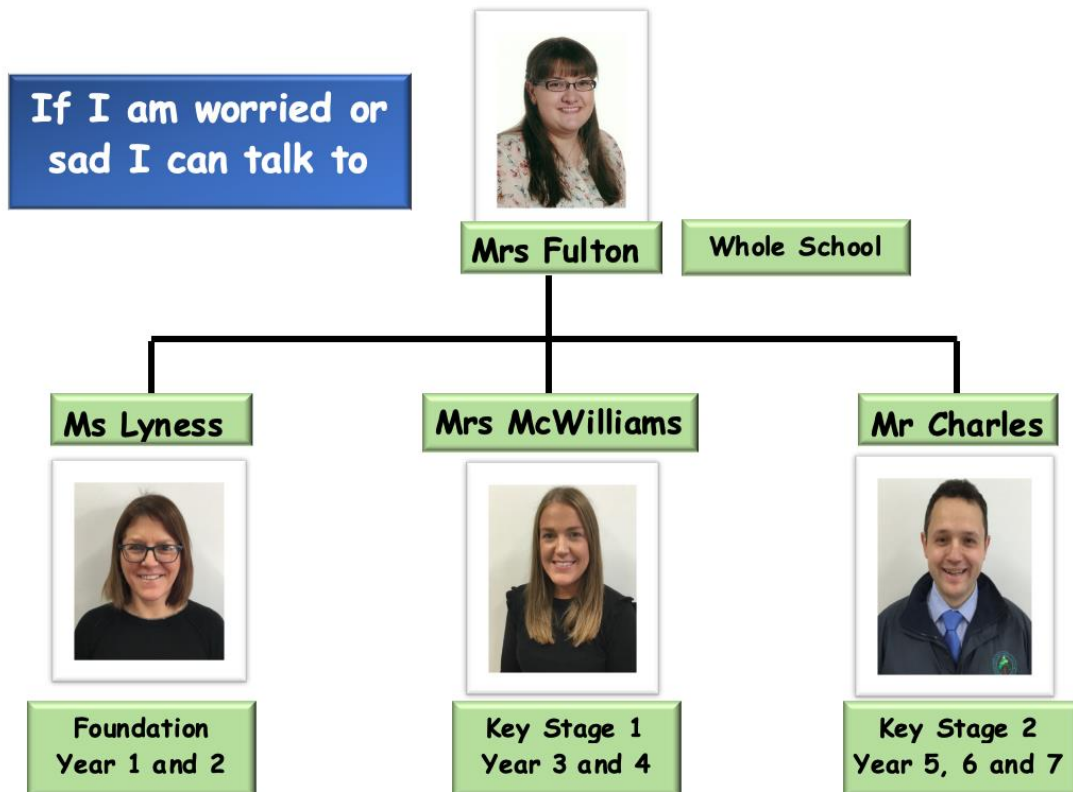 If I am worried or
sad I can talk to
Mrs Fulton
Whole School
Ms Lyness
Mrs McWilliams
Mr Charles
Foundation
Year 1 and 2
Key Stage 1
Year 3 and 4
Key Stage 2
Year 5, 6 and 7